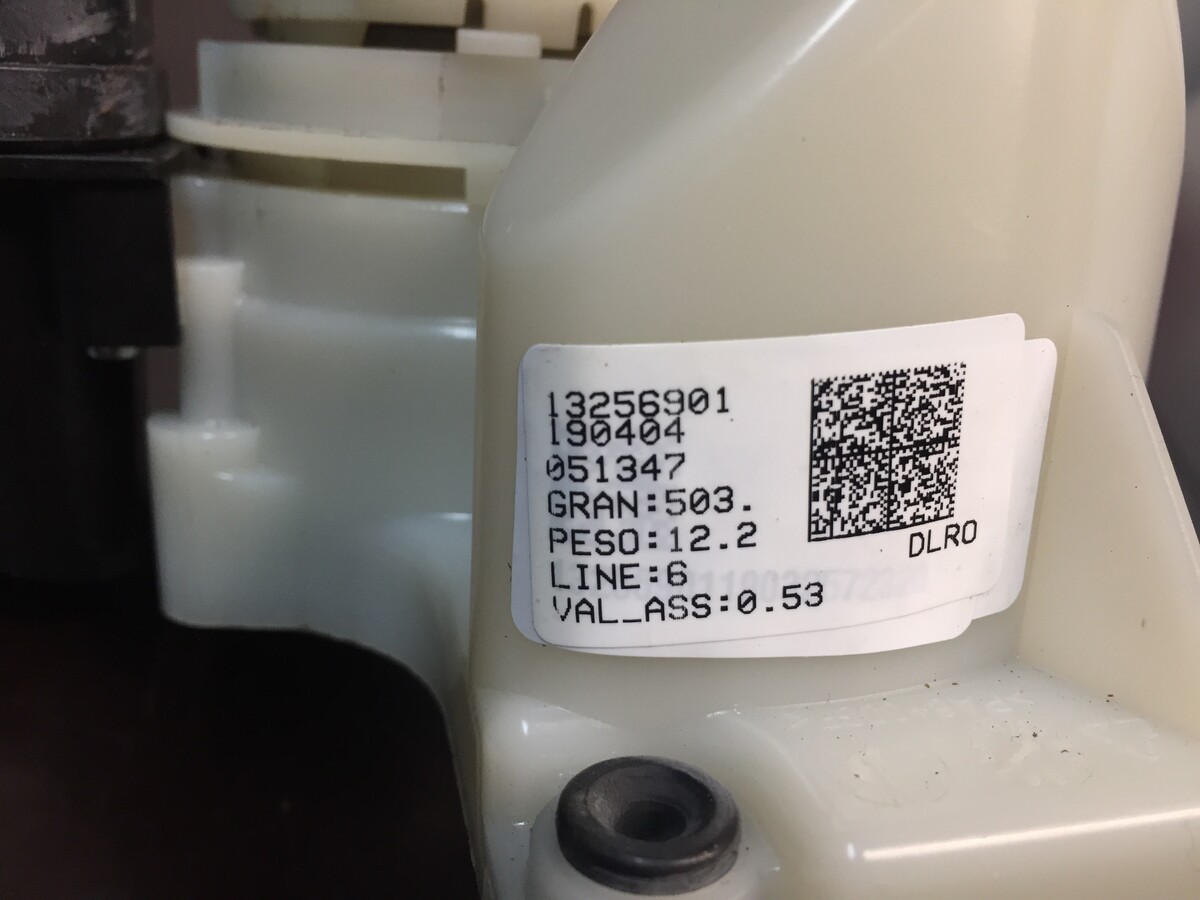 13256901
190404
051347
GRAN:503.
PESO:12.2
DLRO
LINE:6
VAL_ASS:0.53